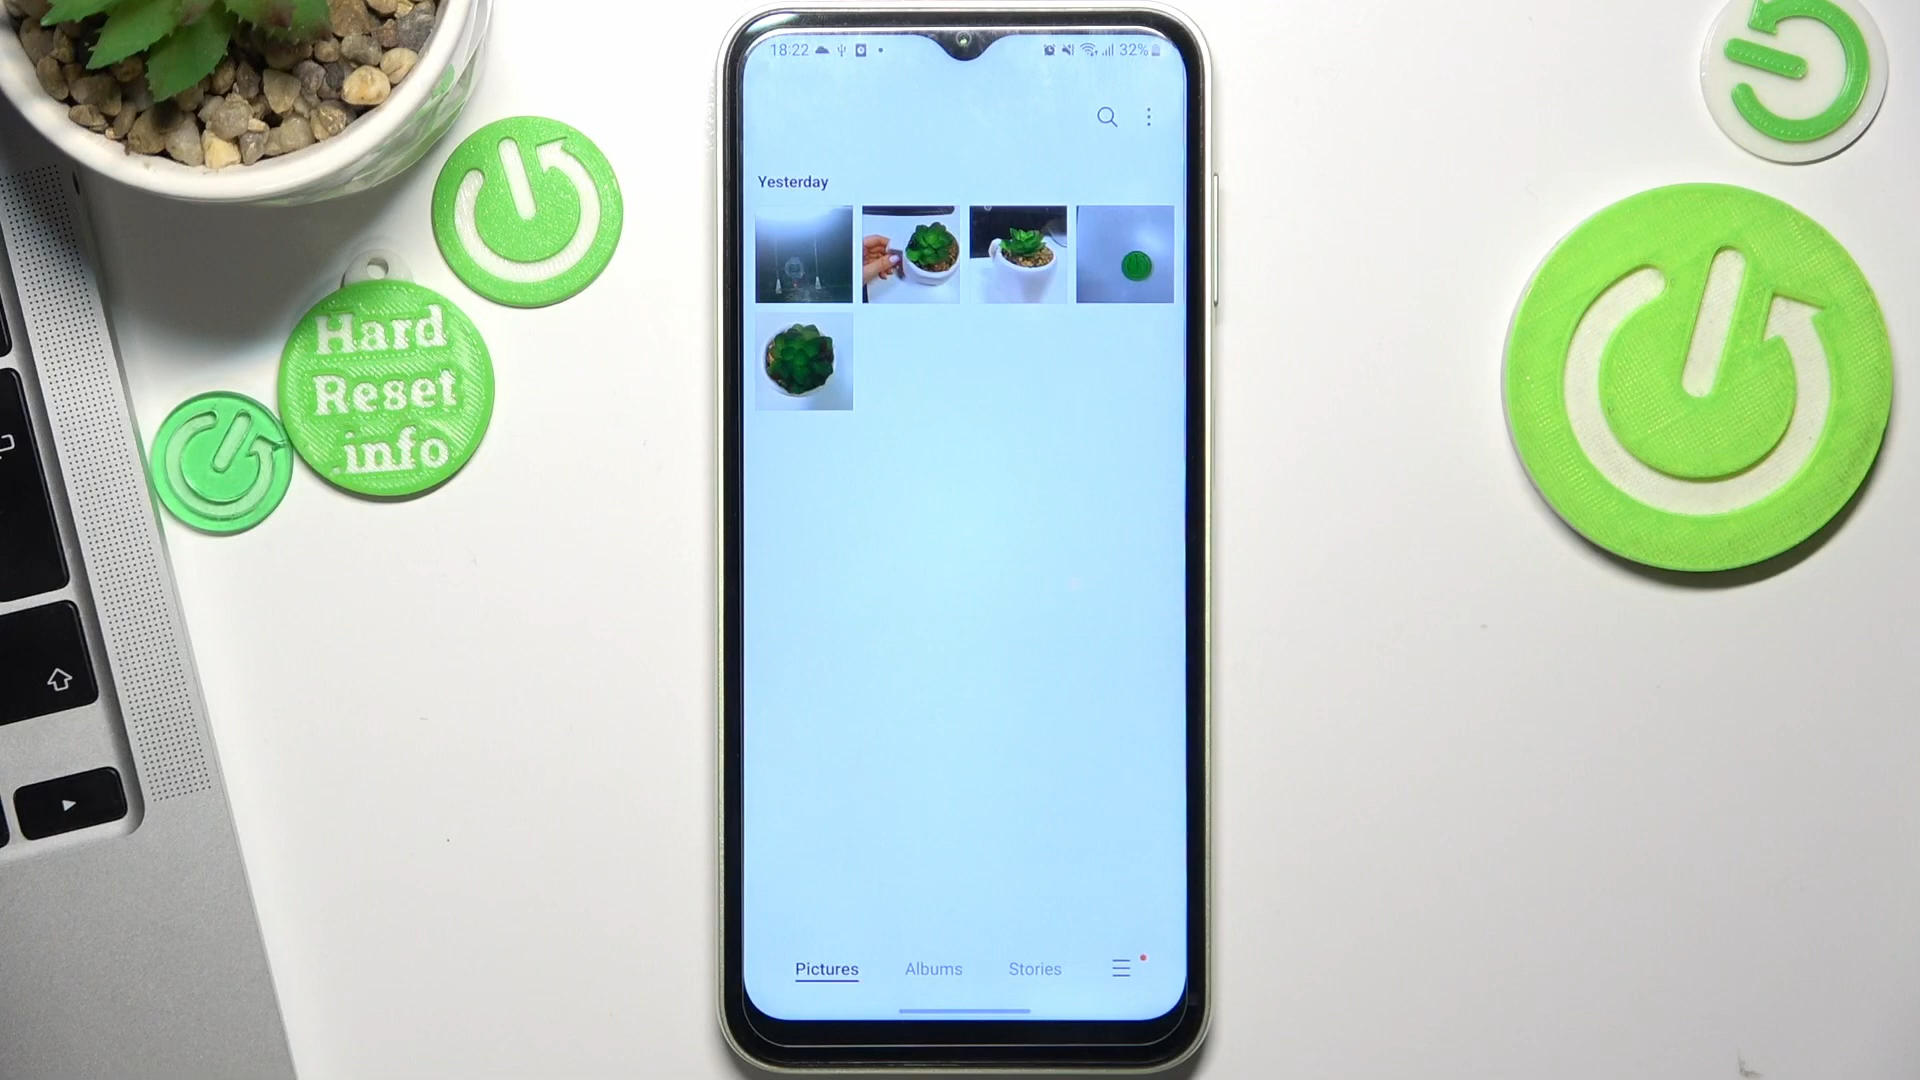 18:22
32%
Yesterday
Hard
Reset
.info
Pictures
Albums
Stories